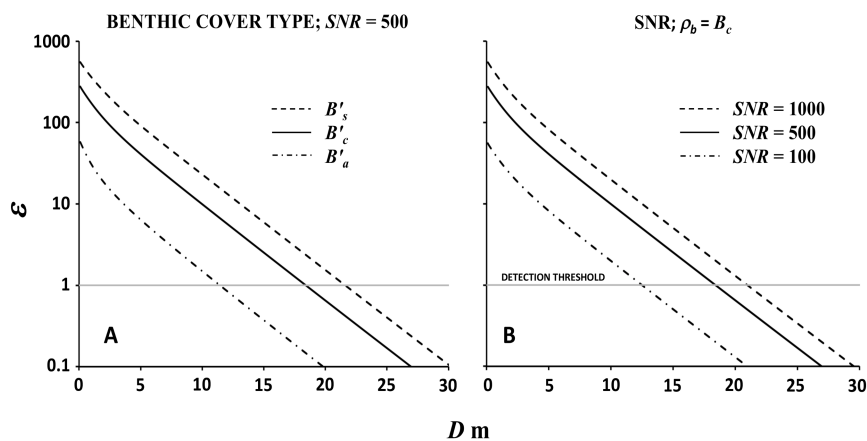 BENTHIC COVER TYPE; SNR = 500
SNR; ρb = Bc
ε
1000
100
10
1
0.1
B's
B'c
B'a
A
0 5 10 15 20 25 30
SNR = 1000
SNR = 500
SNR = 100
DETECTION THRESHOLD
B
0 5 10 15 20 25 30
D m